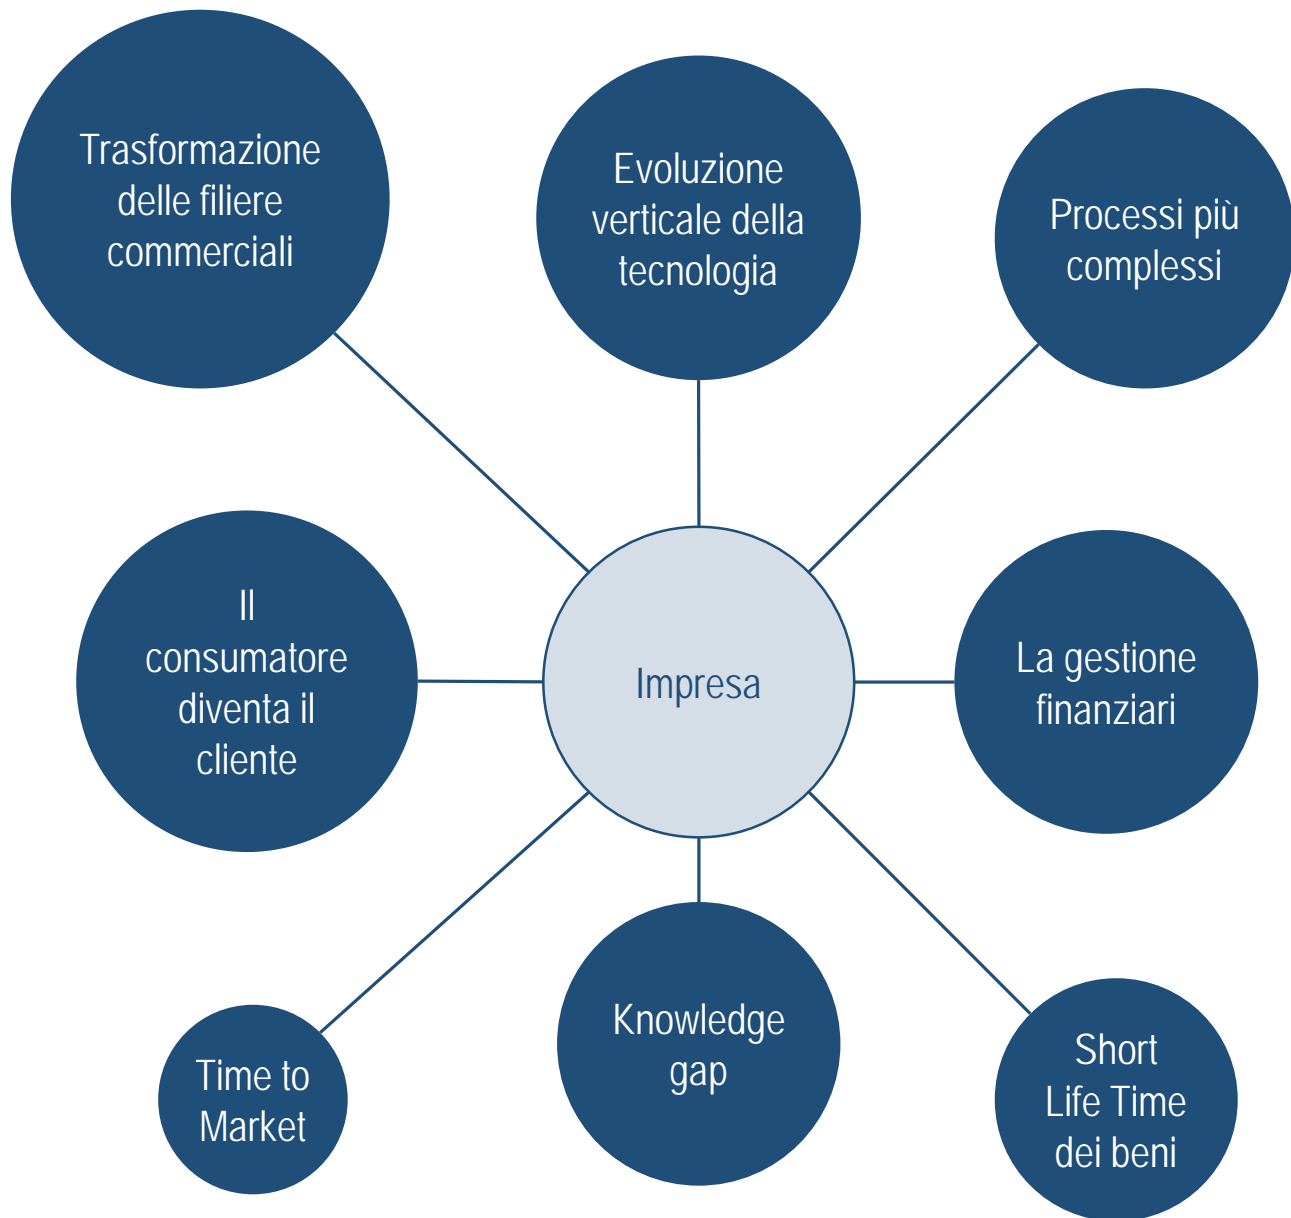 Trasformazione
delle filiere
commerciali
Evoluzione
verticale della
tecnologia
Processi più
complessi
Il
consumatore
diventa il
cliente
Impresa
La gestione
finanziari
Time to
Market
Knowledge
gap
Short
Life Time
dei beni